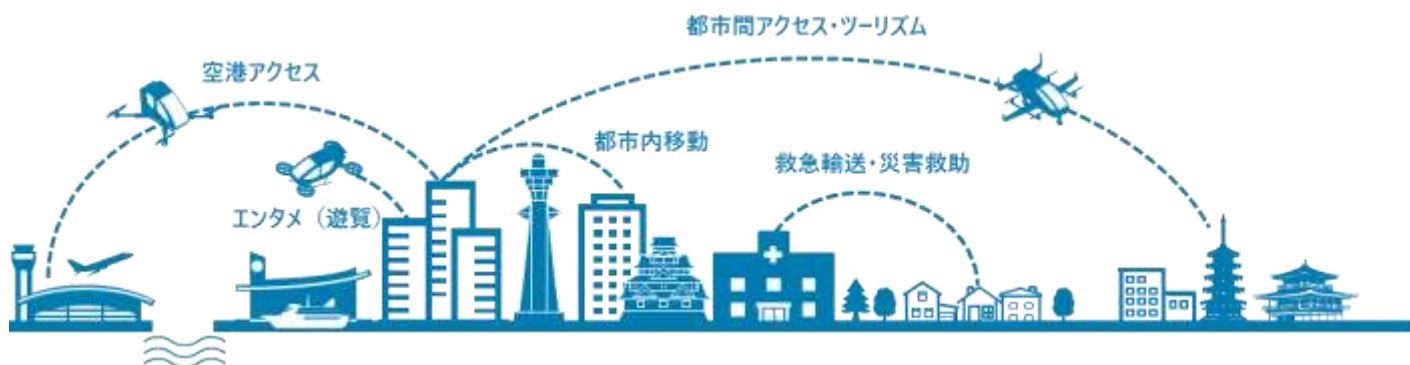 都市間アクセス・ツーリズム
空港アクセス
都市内移動
救急輸送・災害救助
エンタメ（遊覧）